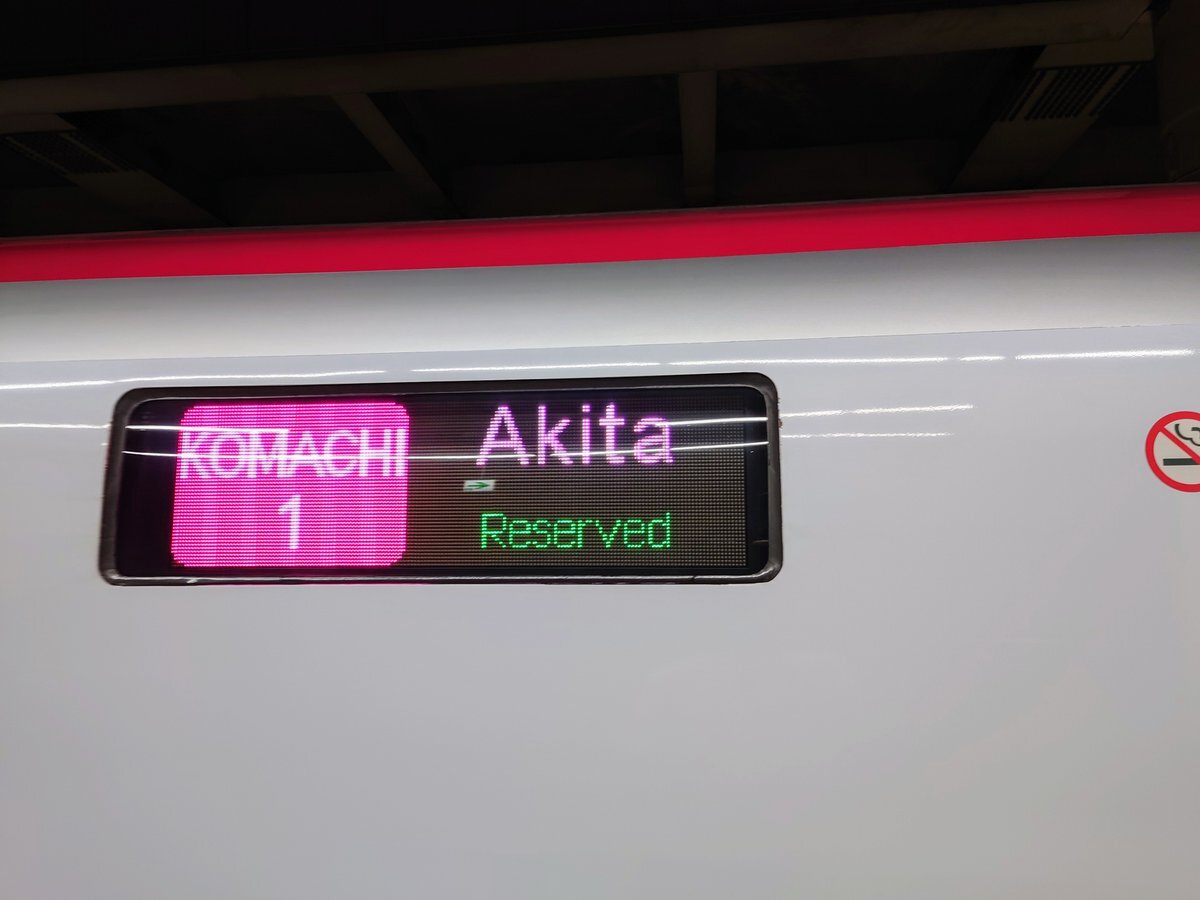 KOMACHI
1
Akita
Reserved